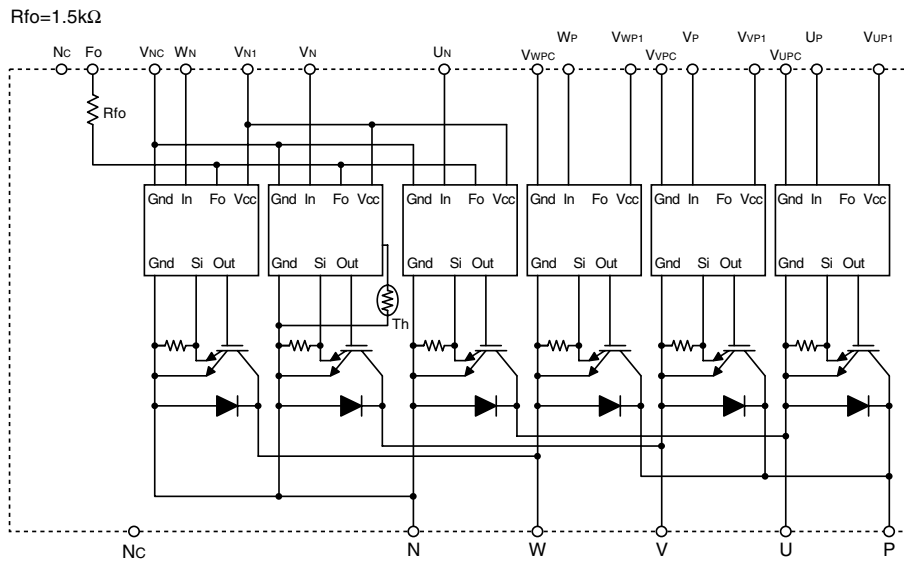 Rfo=1.5kΩ
NC Fo VNC WN VN1 VN UN VWPC WP VWP1 VVPC VP VVP1 VUPC UP VUP1
Rfo
Gnd In Fo Vcc Gnd In Fo Vcc Gnd In Fo Vcc Gnd In Fo Vcc Gnd In Fo Vcc Gnd In Fo Vcc
Gnd Si Out Gnd Si Out Gnd Si Out Gnd Si Out Gnd Si Out Gnd Si Out
Th
NC N W V U P